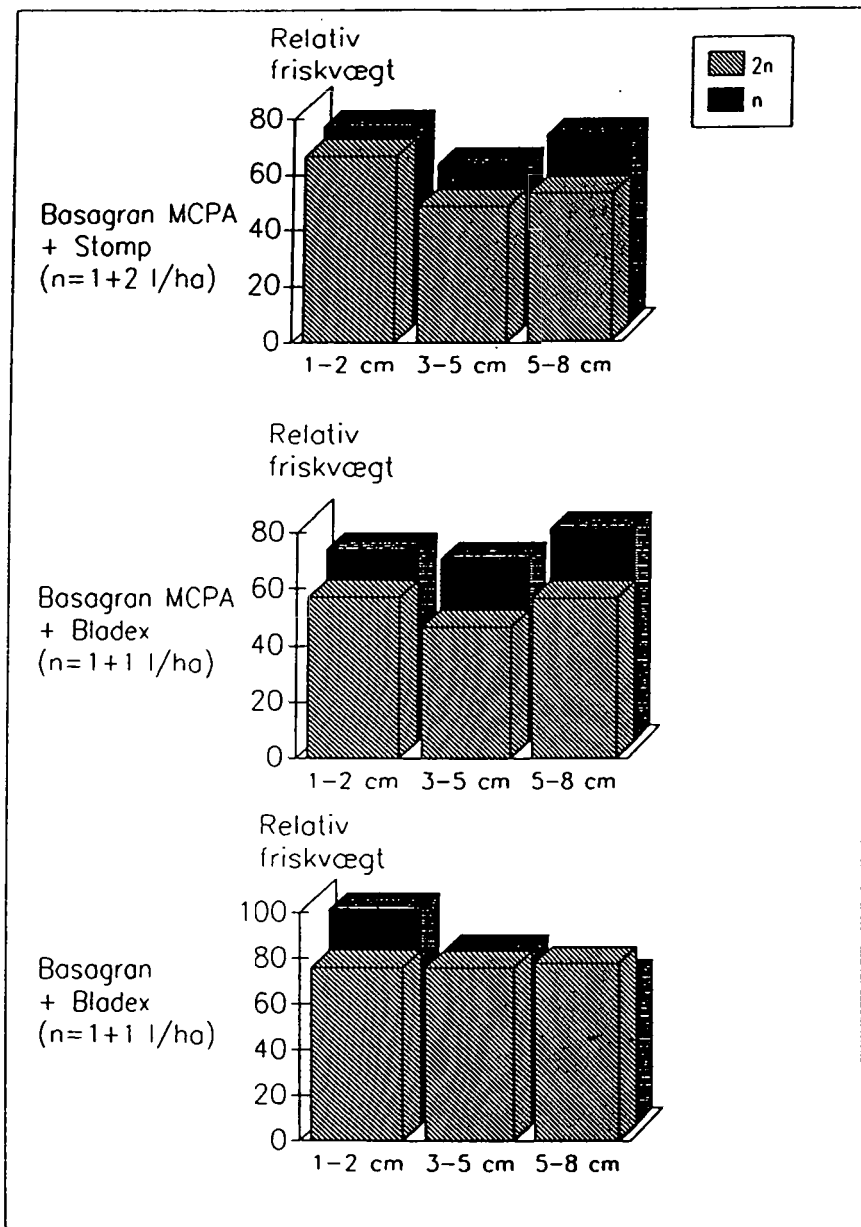 Relativ
friskvægt
2n
n
80
60
40
20
0
Basagran MCPA
+ Stomp
(n=1+2 l/ha)
1-2 cm 3-5 cm 5-8 cm
Relativ
friskvægt
80
60
40
20
0
Basagran MCPA
+ Bladex
(n=1+1 l/ha)
1-2 cm 3-5 cm 5-8 cm
Relativ
friskvægt
100
80
60
40
20
0
Basagran
+ Bladex
(n=1+1 l/ha)
1-2 cm 3-5 cm 5-8 cm